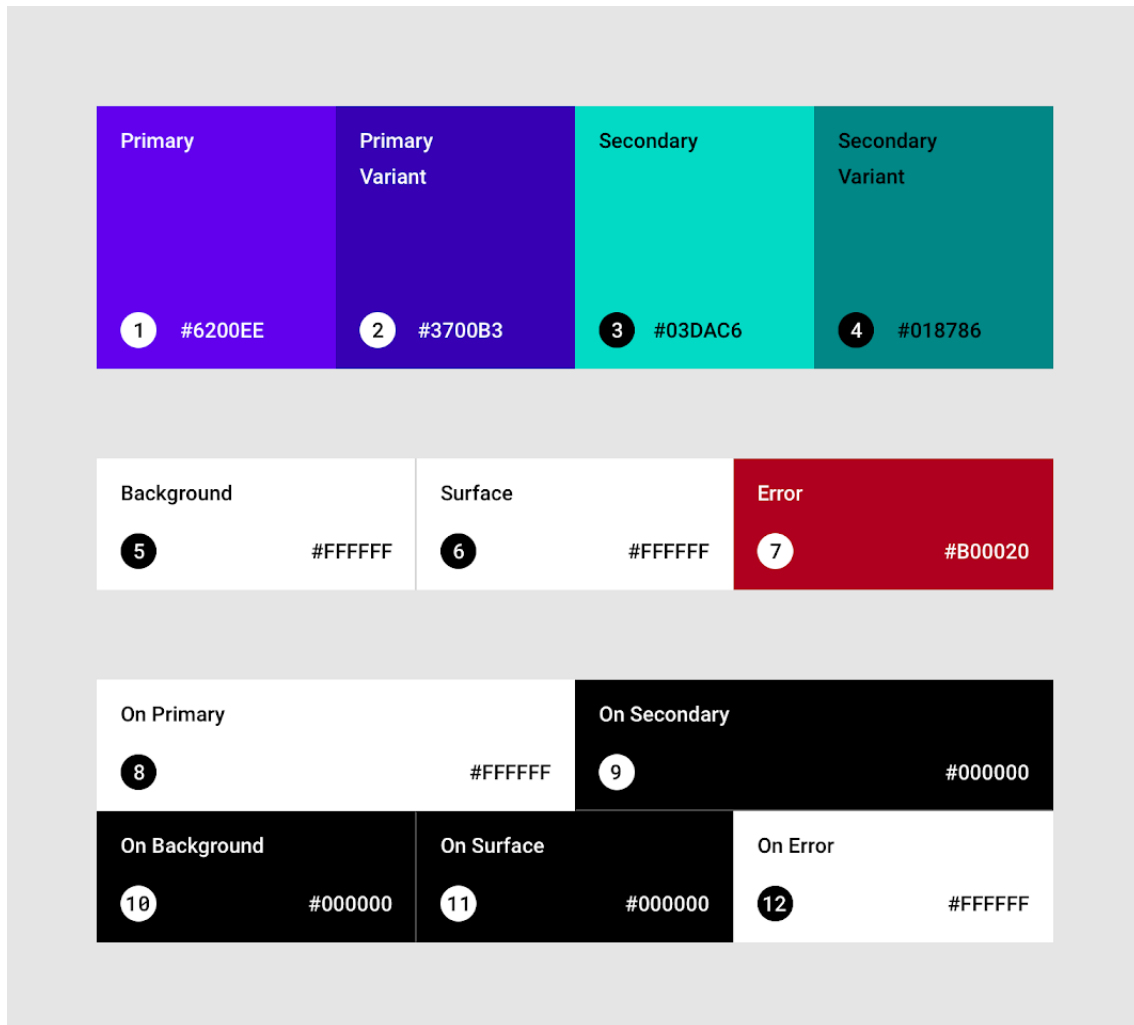 Primary
1 #6200EE
Primary
Variant
2 #3700B3
Secondary
3 #03DAC6
Secondary
Variant
4 #018786
Background
5 #FFFFFF
Surface
6 #FFFFFF
Error
7 #B00020
On Primary
8 #FFFFFF
On Secondary
9 #000000
On Background
10 #000000
On Surface
11 #000000
On Error
12 #FFFFFF